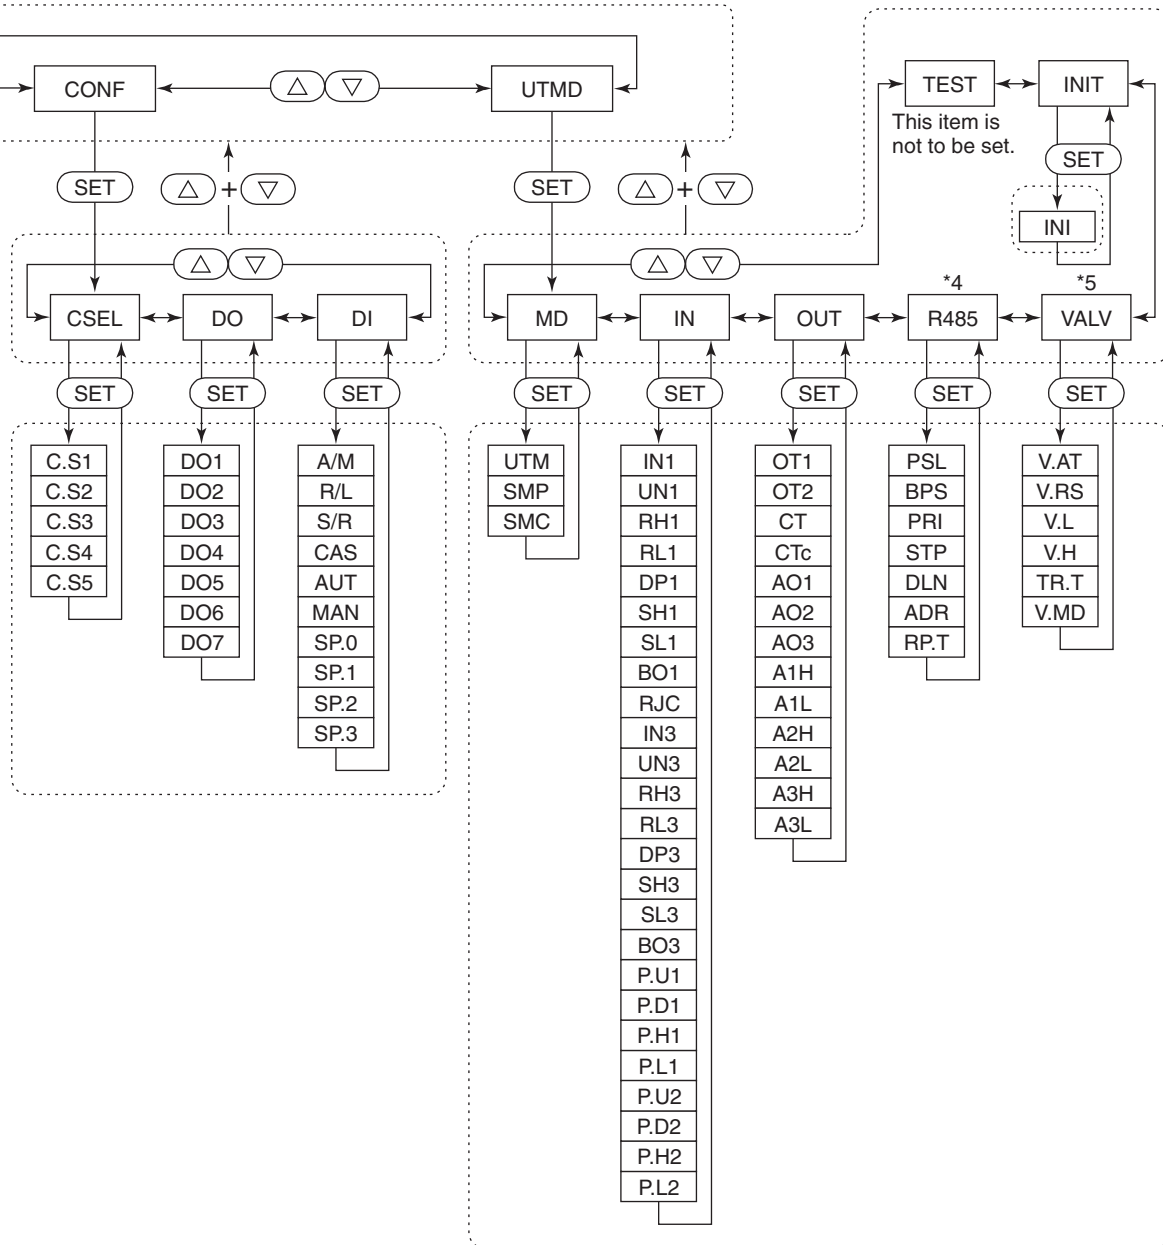 CONF
UTMD
TEST
INIT
This item is
not to be set.
SET
INI
SET
+
SET
+
*4
*5
CSEL
DO
DI
MD
IN
OUT
R485
VALV
SET
SET
SET
SET
SET
SET
SET
SET
C.S1
C.S2
C.S3
C.S4
C.S5
DO1
DO2
DO3
DO4
DO5
DO6
DO7
A/M
R/L
S/R
CAS
AUT
MAN
SP.0
SP.1
SP.2
SP.3
UTM
SMP
SMC
IN1
UN1
RH1
RL1
DP1
SH1
SL1
BO1
RJC
IN3
UN3
RH3
RL3
DP3
SH3
SL3
BO3
P.U1
P.D1
P.H1
P.L1
P.U2
P.D2
P.H2
P.L2
OT1
OT2
CT
CTc
AO1
AO2
AO3
A1H
A1L
A2H
A2L
A3H
A3L
PSL
BPS
PRI
STP
DLN
ADR
RP.T
V.AT
V.RS
V.L
V.H
TR.T
V.MD